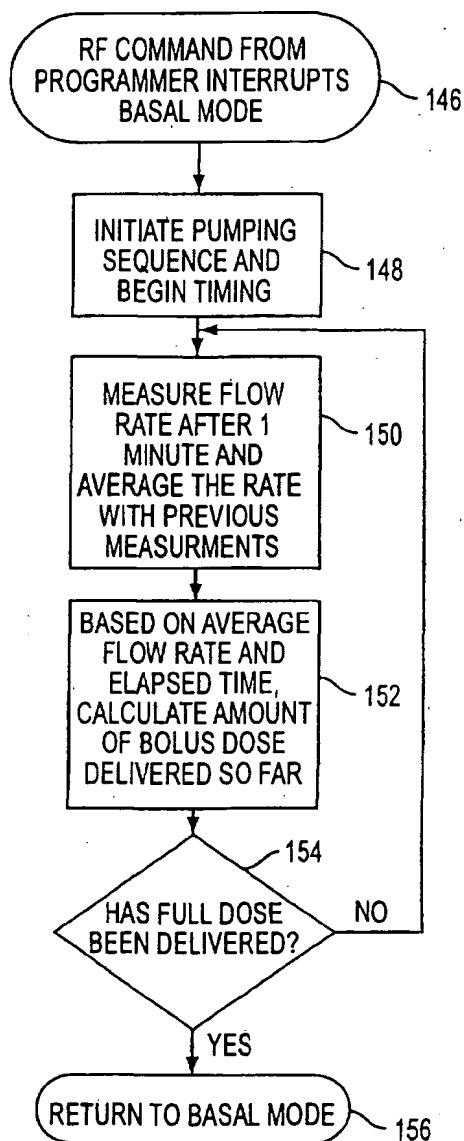 RF COMMAND FROM
PROGRAMMER INTERRUPTS
BASAL MODE
146
INITIATE PUMPING
SEQUENCE AND
BEGIN TIMING
148
MEASURE FLOW
RATE AFTER 1
MINUTE AND
AVERAGE THE RATE
WITH PREVIOUS
MEASURMENTS
150
BASED ON AVERAGE
FLOW RATE AND
ELAPSED TIME,
CALCULATE AMOUNT
OF BOLUS DOSE
DELIVERED SO FAR
152
154
HAS FULL DOSE
BEEN DELIVERED?
NO
YES
RETURN TO BASAL MODE
156